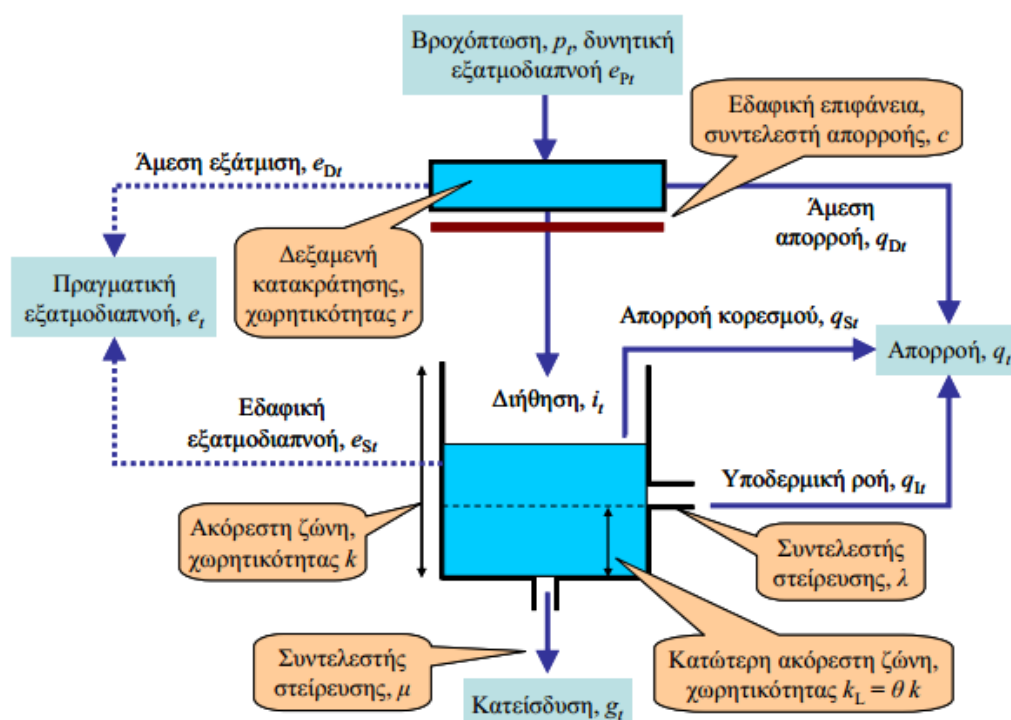 Βροχόπτωση, pt, δυνητική
εξατμοδιαπνοή ePt
Εδαφική επιφάνεια,
συντελεστή απορροής, c
Άμεση εξάτμιση, eDt
Άμεση
απορροή, qDt
Δεξαμενή
κατακράτησης,
χωρητικότητας r
Πραγματική
εξατμοδιαπνοή, et
Απορροή κορεσμού, qSt
Απορροή, qt
Διήθηση, it
Εδαφική
εξατμοδιαπνοή, eSt
Υποδερμική ροή, qIt
Ακόρεστη ζώνη,
χωρητικότητας k
Συντελεστής
στείρευσης, λ
Συντελεστής
στείρευσης, μ
Κατώτερη ακόρεστη ζώνη,
χωρητικότητας kL = θ k
Κατείσδυση, gt